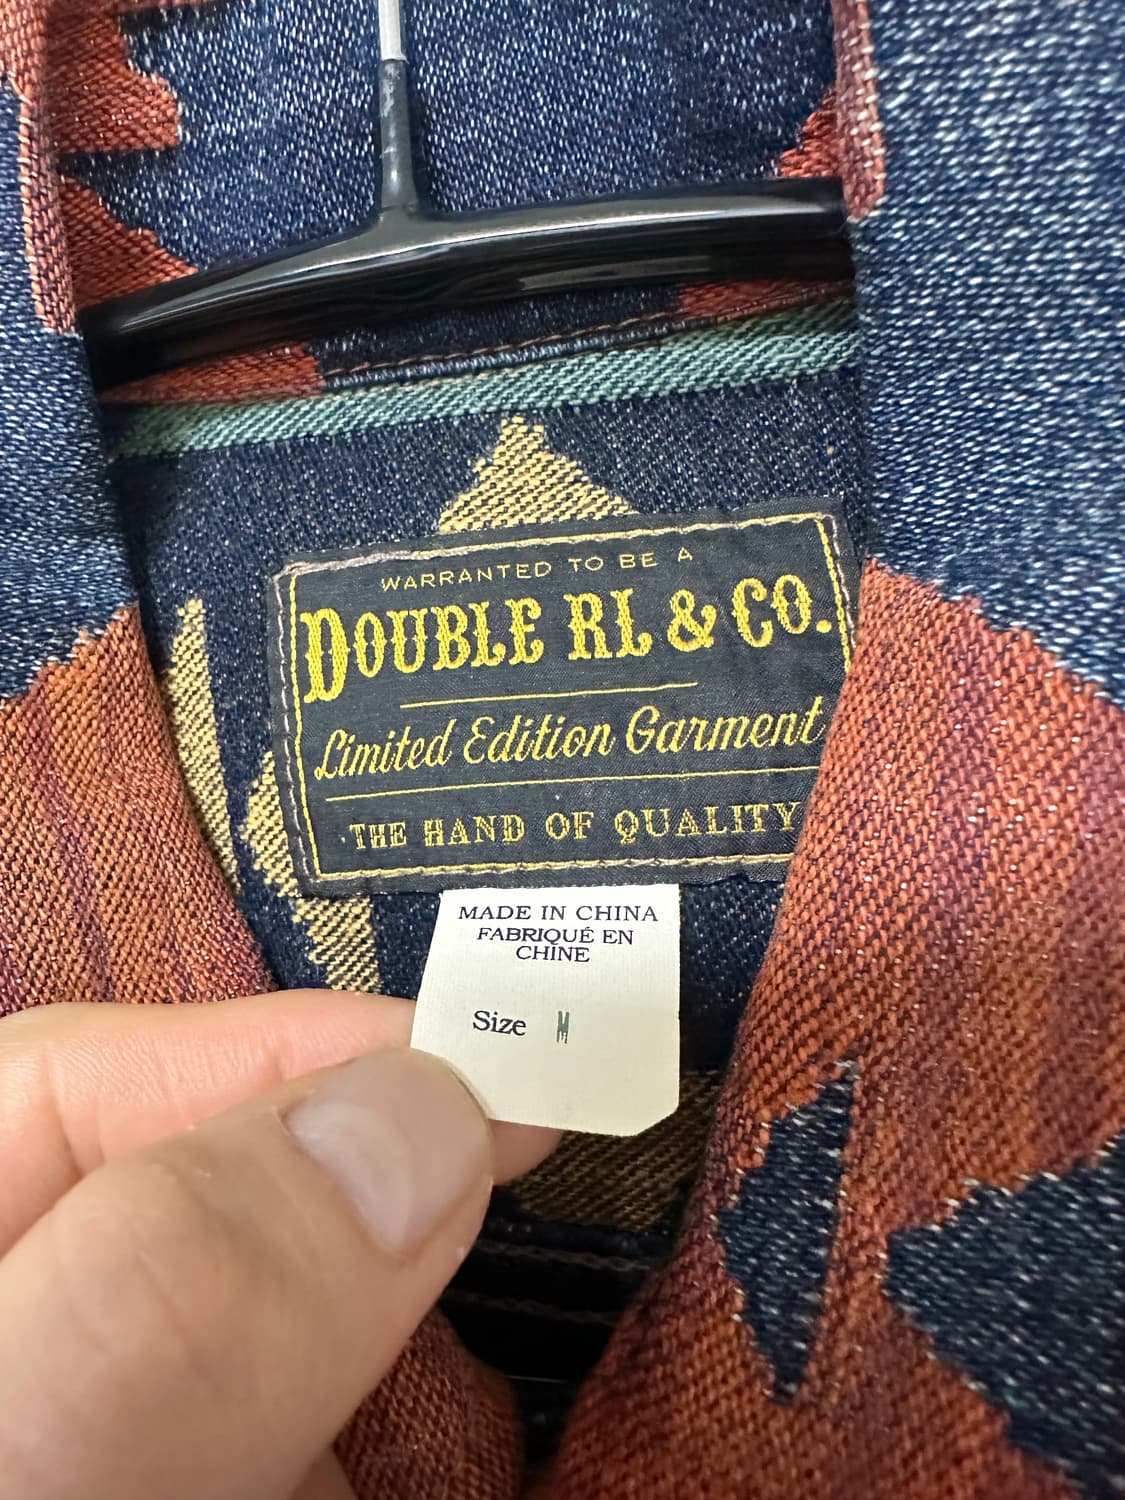 WARRANTED TO BE A
DOUBLE RL & CO.
Limited Edition Garment
THE HAND OF QUALITY
MADE IN CHINA
FABRIQUÉ EN
CHINE
Size M